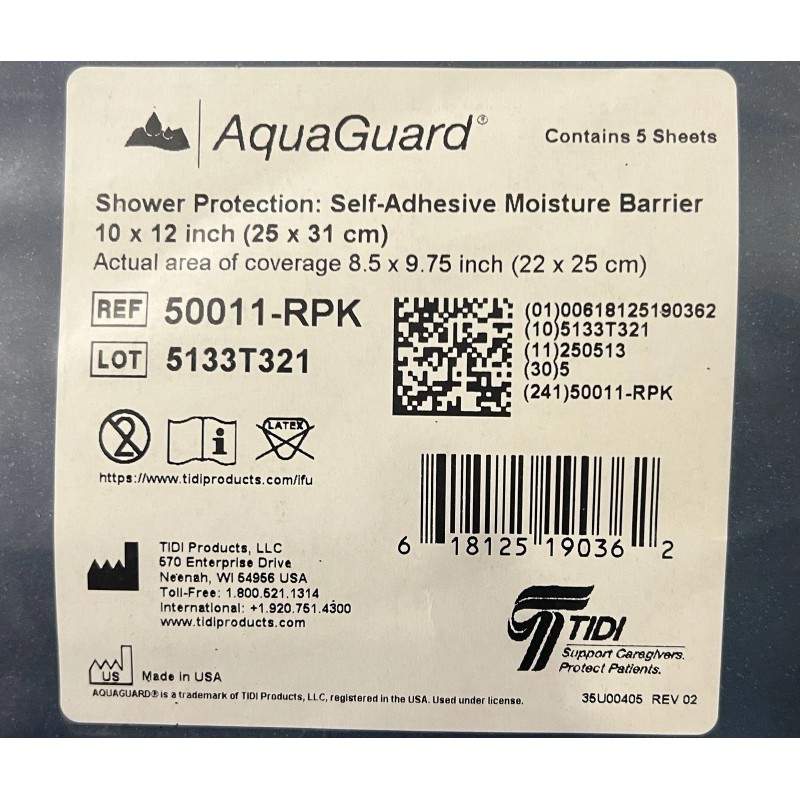 AquaGuard®
Contains 5 Sheets
Shower Protection: Self-Adhesive Moisture Barrier
10 x 12 inch (25 x 31 cm)
Actual area of coverage 8.5 x 9.75 inch (22 x 25 cm)
REF 50011-RPK
LOT 5133T321
(01)00618125190362
(10)5133T321
(11)250513
(30)5
(241)50011-RPK
2
i
LATEX
https://www.tidiproducts.com/ifu
6 18125 19036 2
TIDI Products, LLC
570 Enterprise Drive
Neenah, WI 54956 USA
Toll-Free: 1.800.521.1314
International: +1.920.751.4300
www.tidiproducts.com
TIDI
Support Caregivers.
Protect Patients.
US
Made in USA
AQUAGUARD® is a trademark of TIDI Products, LLC, registered in the USA. Used under license.
35U00405 REV 02